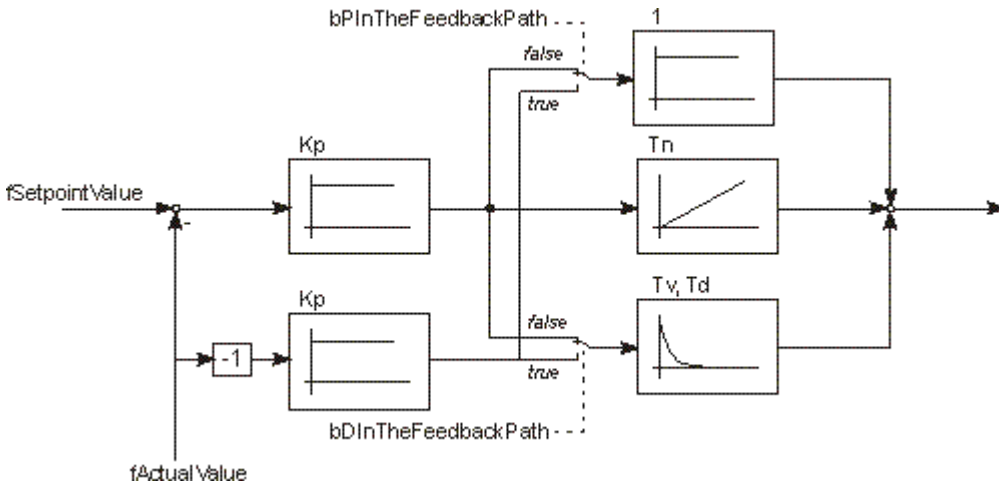 bPInTheFeedbackPath
1
false
true
Kp
Tn
fSetpointValue
-
Kp
Tv, Td
false
-1
true
bDInTheFeedbackPath
fActualValue